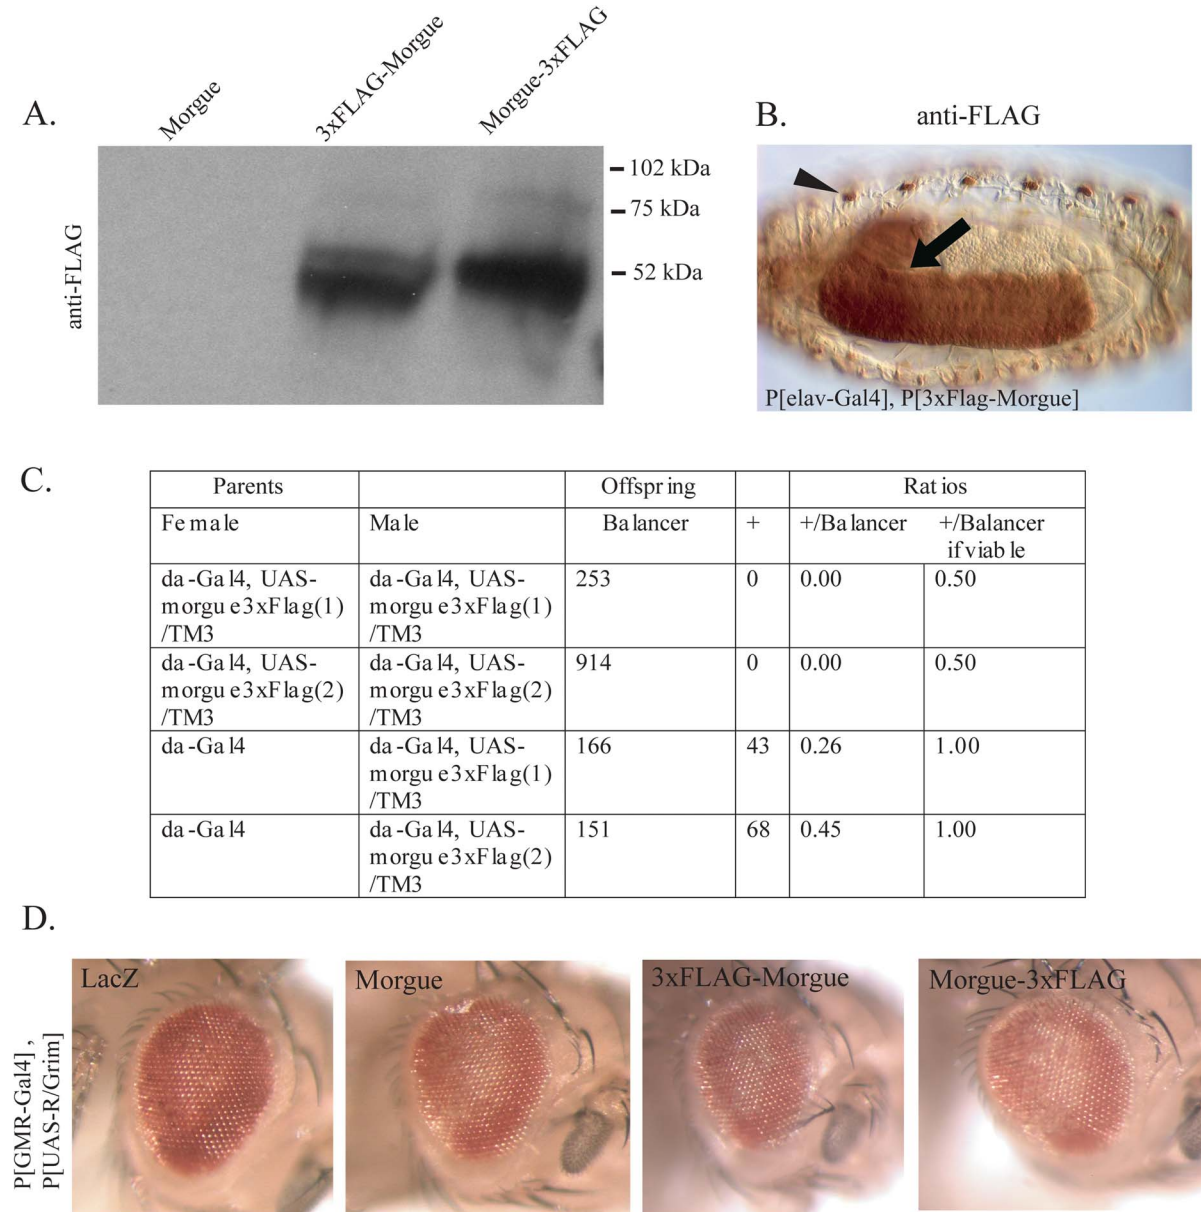 A.
Morgue
3xFLAG-Morgue
Morgue-3xFLAG
anti-FLAG
102 kDa
75 kDa
52 kDa
B.
anti-FLAG
P[elav-Gal4], P[3xFlag-Morgue]
C.
Parents Offspring Ratios
Female Male Balancer + +/Balancer +/Balancer
if viable
da-Gal4, UAS- da-Gal4, UAS- 253 0 0.00 0.50
morgue3xFlag(1) morgue3xFlag(1)
/TM3 /TM3
da-Gal4, UAS- da-Gal4, UAS- 914 0 0.00 0.50
morgue3xFlag(2) morgue3xFlag(2)
/TM3 /TM3
da-Gal4 da-Gal4, UAS- 166 43 0.26 1.00
morgue3xFlag(1)
/TM3
da-Gal4 da-Gal4, UAS- 151 68 0.45 1.00
morgue3xFlag(2)
/TM3
D.
P[GMR-Gal4],
P[UAS-R/Grim]
LacZ
Morgue
3xFLAG-Morgue
Morgue-3xFLAG